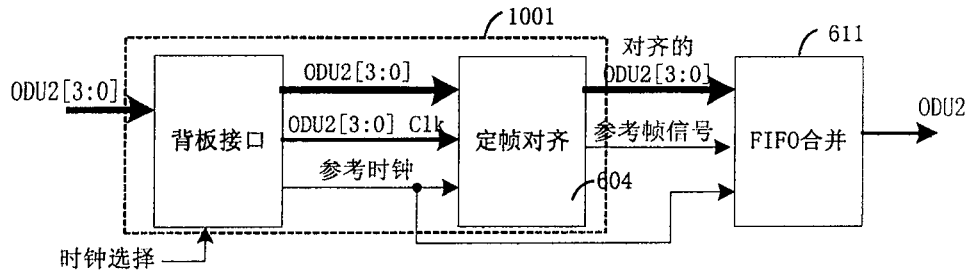 1001
611
对齐的
ODU2[3:0]
ODU2[3:0]
ODU2[3:0]
ODU2
ODU2[3:0] Clk
背板接口
定帧对齐
参考帧信号
FIFO合并
参考时钟
604
时钟选择